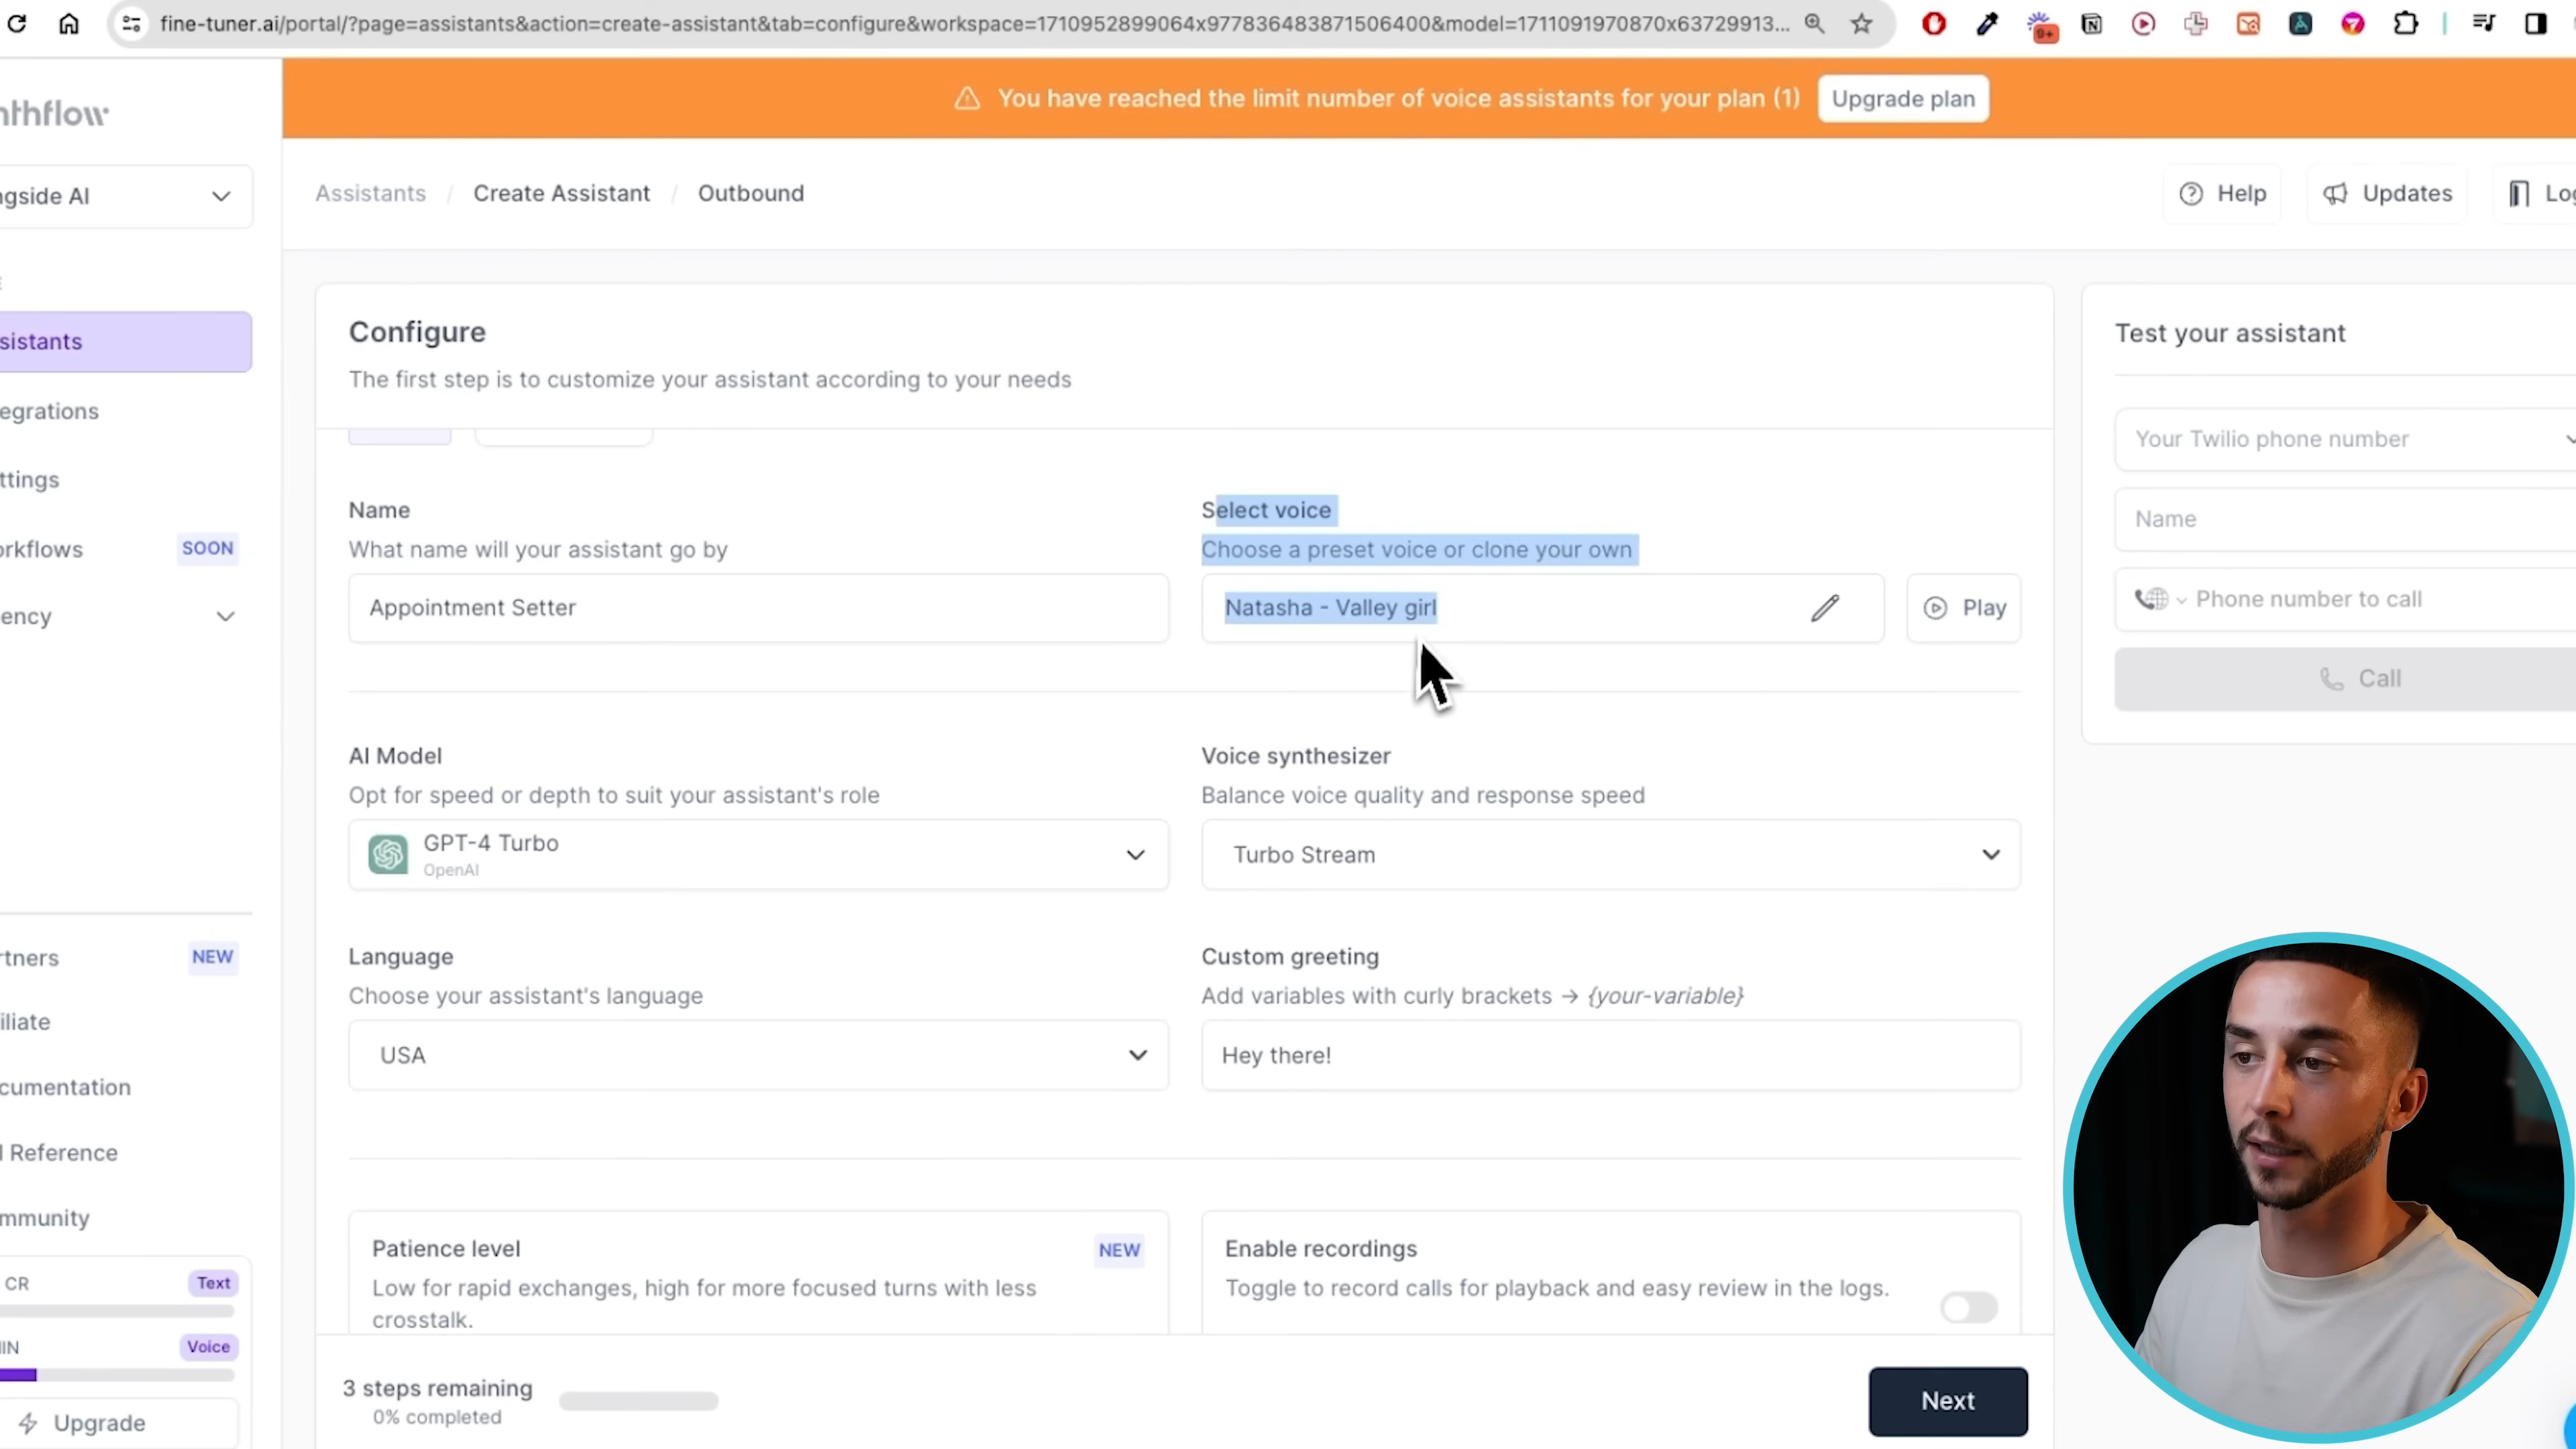 fine-tuner.ai/portal/?page=assistants&action=create-assistant&tab=configure&workspace=1710952899064x977836483871506400&model=1711091970870x63729913...
9+
You have reached the limit number of voice assistants for your plan (1)
Upgrade plan
nthflow
ngside AI
Assistants / Create Assistant / Outbound
Help
Updates
Log
sistants
egrations
ttings
orkflows
SOON
ency
rtners
NEW
iliate
cumentation
I Reference
mmunity
CR
Text
IN
Voice
Upgrade
Configure
The first step is to customize your assistant according to your needs
Name
What name will your assistant go by
Appointment Setter
Select voice
Choose a preset voice or clone your own
Natasha - Valley girl
Play
AI Model
Opt for speed or depth to suit your assistant's role
GPT-4 Turbo
OpenAI
Voice synthesizer
Balance voice quality and response speed
Turbo Stream
Language
Choose your assistant's language
USA
Custom greeting
Add variables with curly brackets → {your-variable}
Hey there!
Patience level
NEW
Low for rapid exchanges, high for more focused turns with less
crosstalk.
Enable recordings
Toggle to record calls for playback and easy review in the logs.
3 steps remaining
0% completed
Next
Test your assistant
Your Twilio phone number
Name
Phone number to call
Call